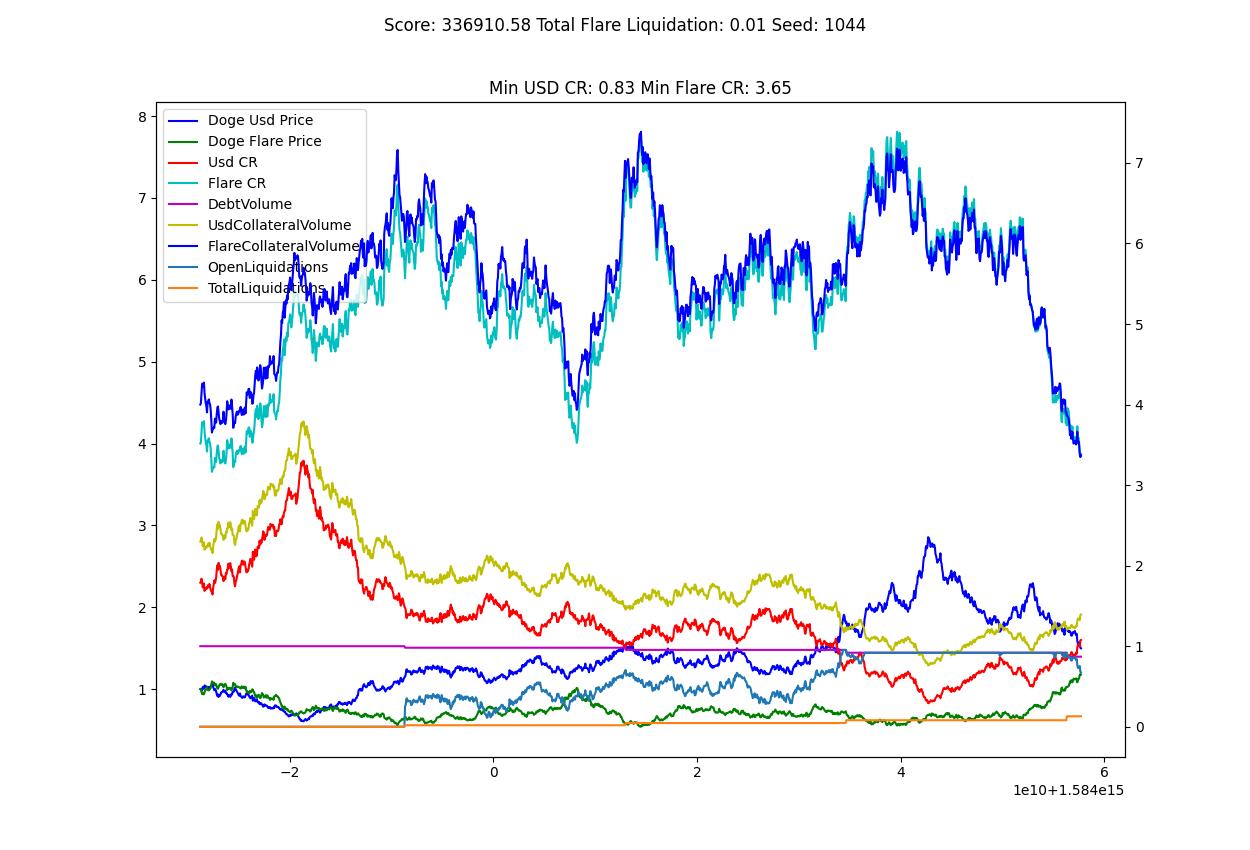 Score: 336910.58 Total Flare Liquidation: 0.01 Seed: 1044
Min USD CR: 0.83 Min Flare CR: 3.65
Doge Usd Price
Doge Flare Price
Usd CR
Flare CR
DebtVolume
UsdCollateralVolume
FlareCollateralVolume
OpenLiquidations
TotalLiquidations
8
7
6
5
4
3
2
1
7
6
5
4
3
2
1
0
−2 0 2 4 6
1e10+1.584e15